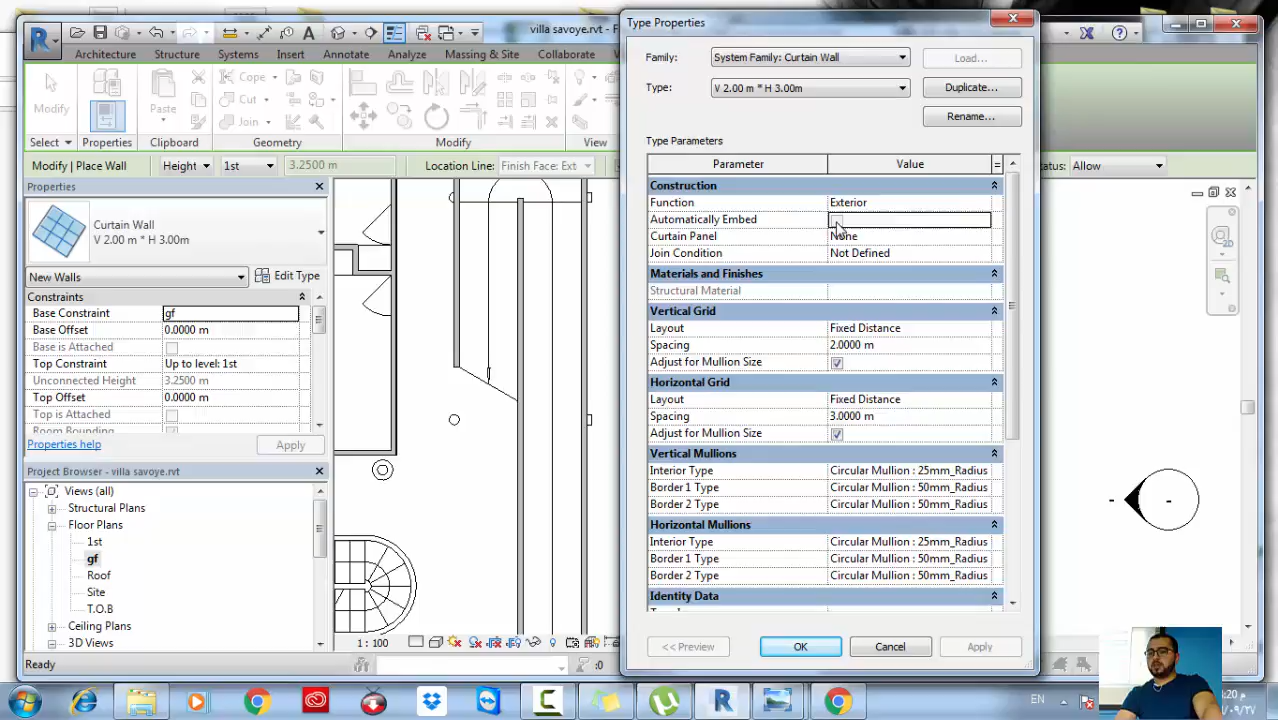 villa savoye.rvt -
Architecture Structure Systems Insert Annotate Analyze Massing & Site Collaborate
Modify Paste Cope Cut Join
Select Properties Clipboard Geometry Modify View
Modify | Place Wall Height 1st 3.2500 m Location Line: Finish Face: Ext
Status: Allow
Properties
Curtain Wall
V 2.00 m * H 3.00m
New Walls Edit Type
Constraints
Base Constraint gf
Base Offset 0.0000 m
Base is Attached
Top Constraint Up to level: 1st
Unconnected Height 3.2500 m
Top Offset 0.0000 m
Top is Attached
Room Bounding
Properties help Apply
Project Browser - villa savoye.rvt
Views (all)
Structural Plans
Floor Plans
1st
gf
Roof
Site
T.O.B
Ceiling Plans
3D Views
1 : 100
Ready
:0
Type Properties
Family: System Family: Curtain Wall Load...
Type: V 2.00 m * H 3.00m Duplicate...
Rename...
Type Parameters
Parameter Value =
Construction
Function Exterior
Automatically Embed
Curtain Panel None
Join Condition Not Defined
Materials and Finishes
Structural Material
Vertical Grid
Layout Fixed Distance
Spacing 2.0000 m
Adjust for Mullion Size
Horizontal Grid
Layout Fixed Distance
Spacing 3.0000 m
Adjust for Mullion Size
Vertical Mullions
Interior Type Circular Mullion : 25mm_Radius
Border 1 Type Circular Mullion : 50mm_Radius
Border 2 Type Circular Mullion : 50mm_Radius
Horizontal Mullions
Interior Type Circular Mullion : 25mm_Radius
Border 1 Type Circular Mullion : 50mm_Radius
Border 2 Type Circular Mullion : 50mm_Radius
Identity Data
<< Preview OK Cancel Apply
2D
EN